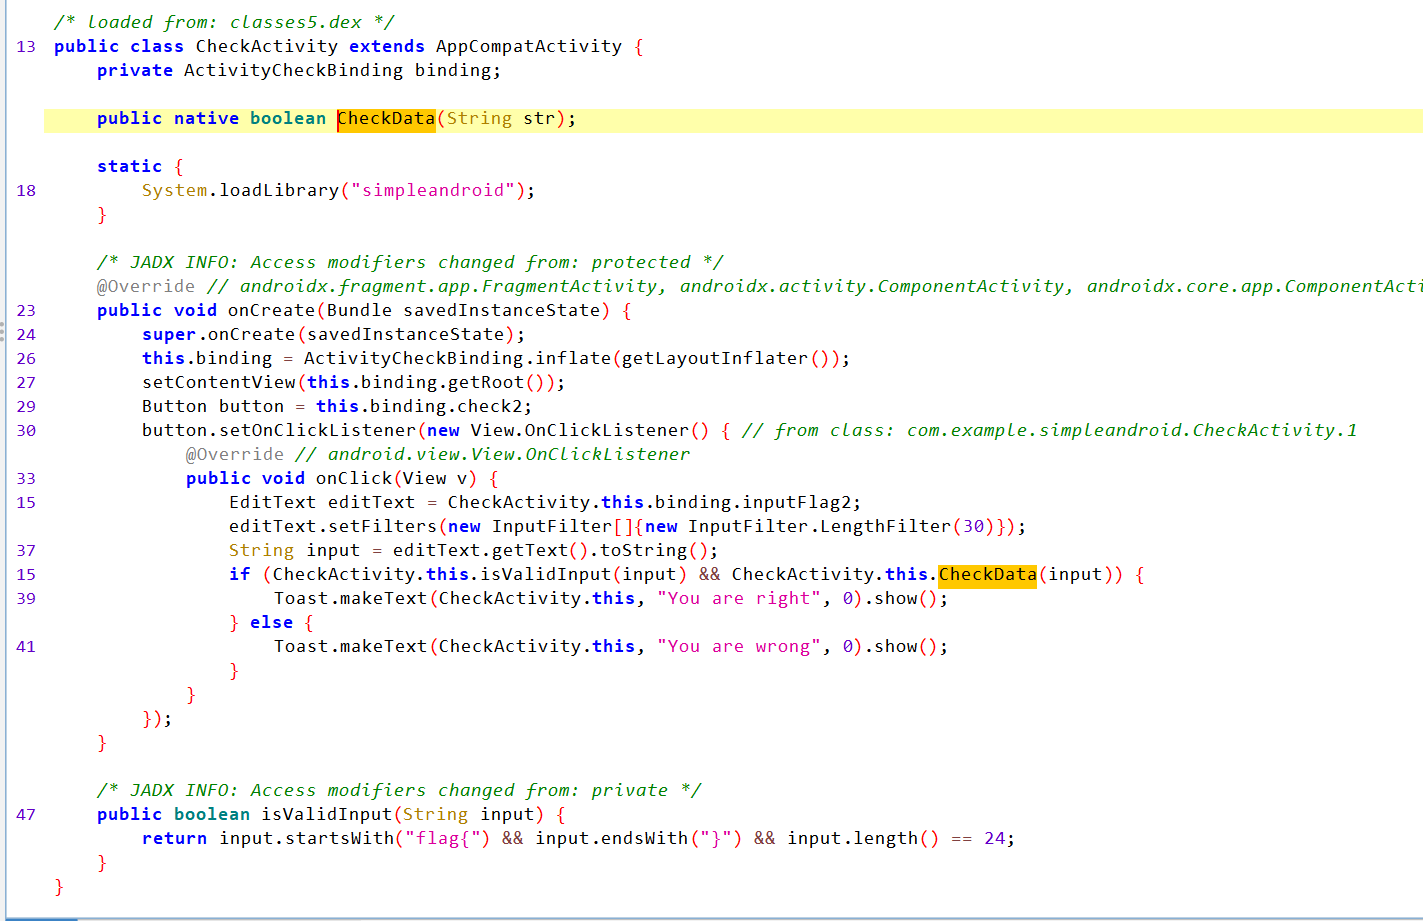 /* loaded from: classes5.dex */
13 public class CheckActivity extends AppCompatActivity {
private ActivityCheckBinding binding;
public native boolean CheckData(String str);
static {
18 System.loadLibrary("simpleandroid");
}
/* JADX INFO: Access modifiers changed from: protected */
@Override // androidx.fragment.app.FragmentActivity, androidx.activity.ComponentActivity, androidx.core.app.ComponentActi
23 public void onCreate(Bundle savedInstanceState) {
24 super.onCreate(savedInstanceState);
26 this.binding = ActivityCheckBinding.inflate(getLayoutInflater());
27 setContentView(this.binding.getRoot());
29 Button button = this.binding.check2;
30 button.setOnClickListener(new View.OnClickListener() { // from class: com.example.simpleandroid.CheckActivity.1
@Override // android.view.View.OnClickListener
33 public void onClick(View v) {
15 EditText editText = CheckActivity.this.binding.inputFlag2;
editText.setFilters(new InputFilter[]{new InputFilter.LengthFilter(30)});
37 String input = editText.getText().toString();
15 if (CheckActivity.this.isValidInput(input) && CheckActivity.this.CheckData(input)) {
39 Toast.makeText(CheckActivity.this, "You are right", 0).show();
} else {
41 Toast.makeText(CheckActivity.this, "You are wrong", 0).show();
}
}
});
}
/* JADX INFO: Access modifiers changed from: private */
47 public boolean isValidInput(String input) {
return input.startsWith("flag{") && input.endsWith("}") && input.length() == 24;
}
}